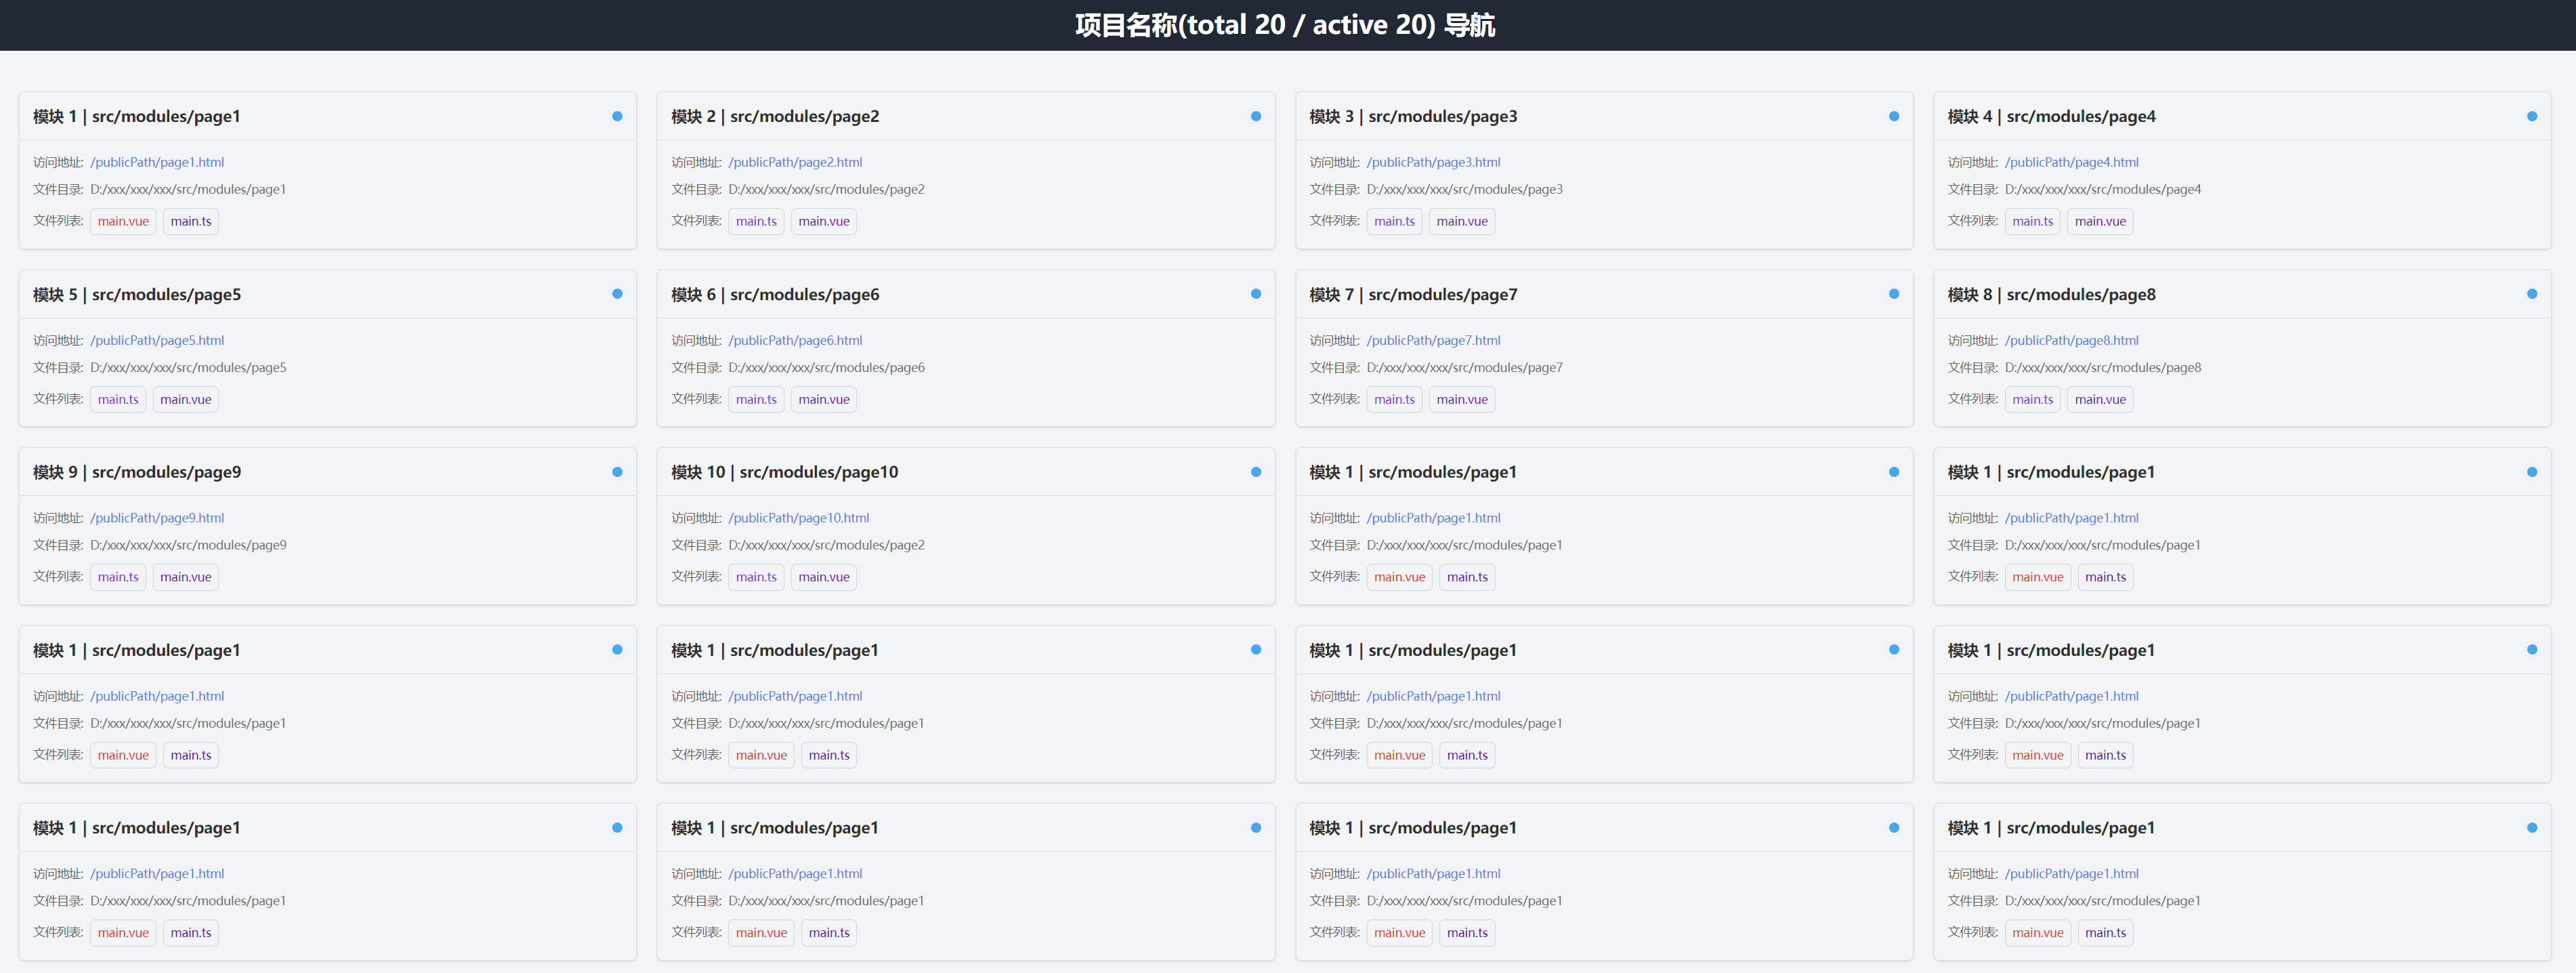 项目名称(total 20 / active 20) 导航
模块 1 | src/modules/page1
访问地址: /publicPath/page1.html
文件目录: D:/xxx/xxx/xxx/src/modules/page1
文件列表: main.vue main.ts
模块 2 | src/modules/page2
访问地址: /publicPath/page2.html
文件目录: D:/xxx/xxx/xxx/src/modules/page2
文件列表: main.ts main.vue
模块 3 | src/modules/page3
访问地址: /publicPath/page3.html
文件目录: D:/xxx/xxx/xxx/src/modules/page3
文件列表: main.ts main.vue
模块 4 | src/modules/page4
访问地址: /publicPath/page4.html
文件目录: D:/xxx/xxx/xxx/src/modules/page4
文件列表: main.ts main.vue
模块 5 | src/modules/page5
访问地址: /publicPath/page5.html
文件目录: D:/xxx/xxx/xxx/src/modules/page5
文件列表: main.ts main.vue
模块 6 | src/modules/page6
访问地址: /publicPath/page6.html
文件目录: D:/xxx/xxx/xxx/src/modules/page6
文件列表: main.ts main.vue
模块 7 | src/modules/page7
访问地址: /publicPath/page7.html
文件目录: D:/xxx/xxx/xxx/src/modules/page7
文件列表: main.ts main.vue
模块 8 | src/modules/page8
访问地址: /publicPath/page8.html
文件目录: D:/xxx/xxx/xxx/src/modules/page8
文件列表: main.ts main.vue
模块 9 | src/modules/page9
访问地址: /publicPath/page9.html
文件目录: D:/xxx/xxx/xxx/src/modules/page9
文件列表: main.ts main.vue
模块 10 | src/modules/page10
访问地址: /publicPath/page10.html
文件目录: D:/xxx/xxx/xxx/src/modules/page2
文件列表: main.ts main.vue
模块 1 | src/modules/page1
访问地址: /publicPath/page1.html
文件目录: D:/xxx/xxx/xxx/src/modules/page1
文件列表: main.vue main.ts
模块 1 | src/modules/page1
访问地址: /publicPath/page1.html
文件目录: D:/xxx/xxx/xxx/src/modules/page1
文件列表: main.vue main.ts
模块 1 | src/modules/page1
访问地址: /publicPath/page1.html
文件目录: D:/xxx/xxx/xxx/src/modules/page1
文件列表: main.vue main.ts
模块 1 | src/modules/page1
访问地址: /publicPath/page1.html
文件目录: D:/xxx/xxx/xxx/src/modules/page1
文件列表: main.vue main.ts
模块 1 | src/modules/page1
访问地址: /publicPath/page1.html
文件目录: D:/xxx/xxx/xxx/src/modules/page1
文件列表: main.vue main.ts
模块 1 | src/modules/page1
访问地址: /publicPath/page1.html
文件目录: D:/xxx/xxx/xxx/src/modules/page1
文件列表: main.vue main.ts
模块 1 | src/modules/page1
访问地址: /publicPath/page1.html
文件目录: D:/xxx/xxx/xxx/src/modules/page1
文件列表: main.vue main.ts
模块 1 | src/modules/page1
访问地址: /publicPath/page1.html
文件目录: D:/xxx/xxx/xxx/src/modules/page1
文件列表: main.vue main.ts
模块 1 | src/modules/page1
访问地址: /publicPath/page1.html
文件目录: D:/xxx/xxx/xxx/src/modules/page1
文件列表: main.vue main.ts
模块 1 | src/modules/page1
访问地址: /publicPath/page1.html
文件目录: D:/xxx/xxx/xxx/src/modules/page1
文件列表: main.vue main.ts